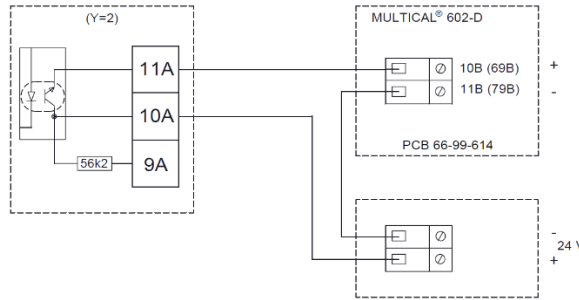 (Y=2)
11A
10A
9A
56k2
MULTICAL® 602-D
10B (69B) +
11B (79B) -
PCB 66-99-614
-
24 V
+